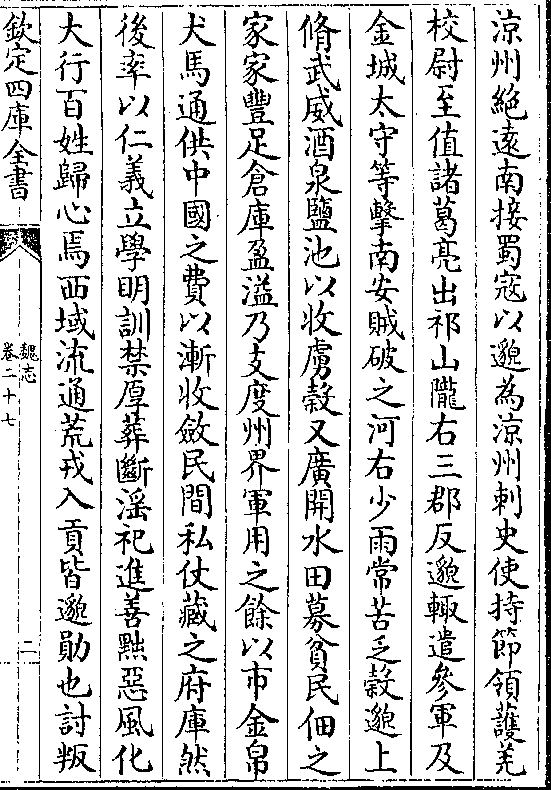 涼州絶遠南接蜀寇以邈為涼州刺史使持節領䕶羌
校尉至值諸葛亮出祁山隴右三郡反邈輙遣參軍及
金城太守等擊南安賊破之河右少雨常苦乏穀邈上
脩武威酒泉鹽池以收虜穀又廣開水田募貧民佃之
家家豐足倉庫盈溢乃支度州界軍用之餘以市金帛
犬馬通供中國之費以漸收斂民間私仗藏之府庫然
後率以仁義立學明訓禁厚葬斷滛祀進善黜惡風化
大行百姓歸心焉西域流通荒戎入貢皆邈勛也討叛
欽定四庫全書
魏志
卷二十七
二